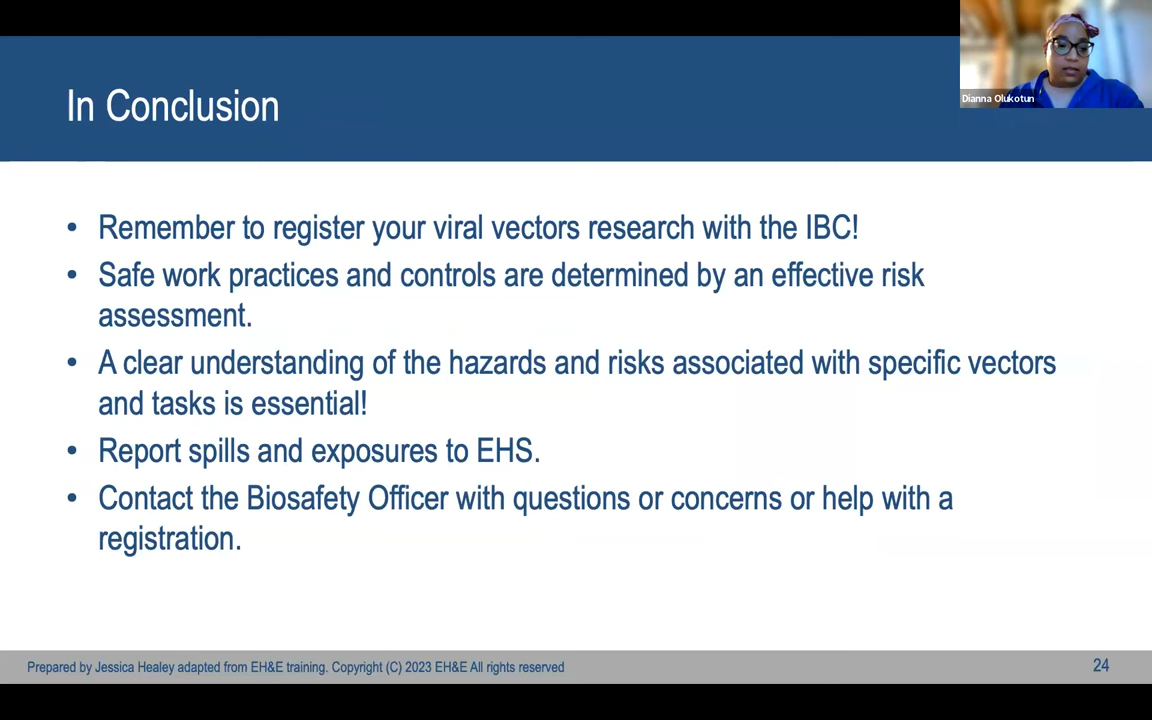 Dianna Olukotun
In Conclusion
• Remember to register your viral vectors research with the IBC!
• Safe work practices and controls are determined by an effective risk
assessment.
• A clear understanding of the hazards and risks associated with specific vectors
and tasks is essential!
• Report spills and exposures to EHS.
• Contact the Biosafety Officer with questions or concerns or help with a
registration.
Prepared by Jessica Healey adapted from EH&E training. Copyright (C) 2023 EH&E All rights reserved
24